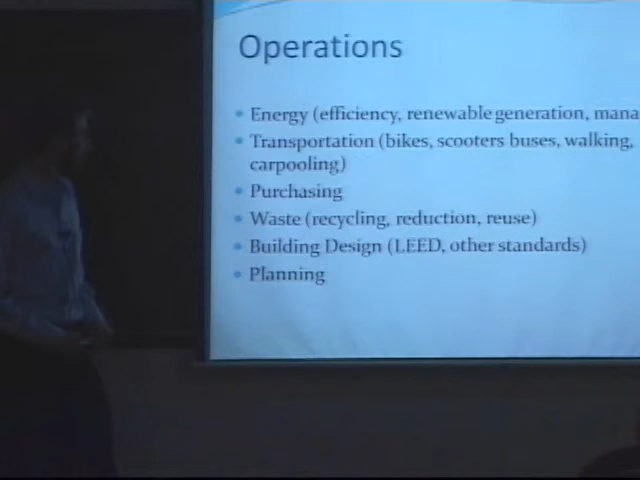 Operations
• Energy (efficiency, renewable generation, mana
• Transportation (bikes, scooters buses, walking,
carpooling)
• Purchasing
• Waste (recycling, reduction, reuse)
• Building Design (LEED, other standards)
• Planning